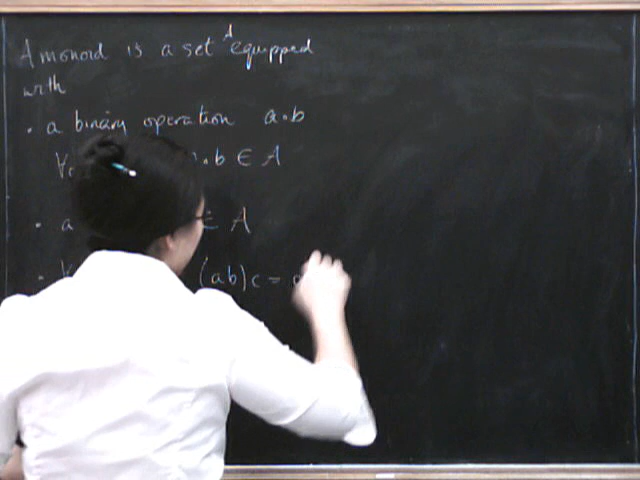 A monoid is a set A equipped
with
• a binary operation a•b
•b ∈ A
• a ∈ A
• (ab)c =